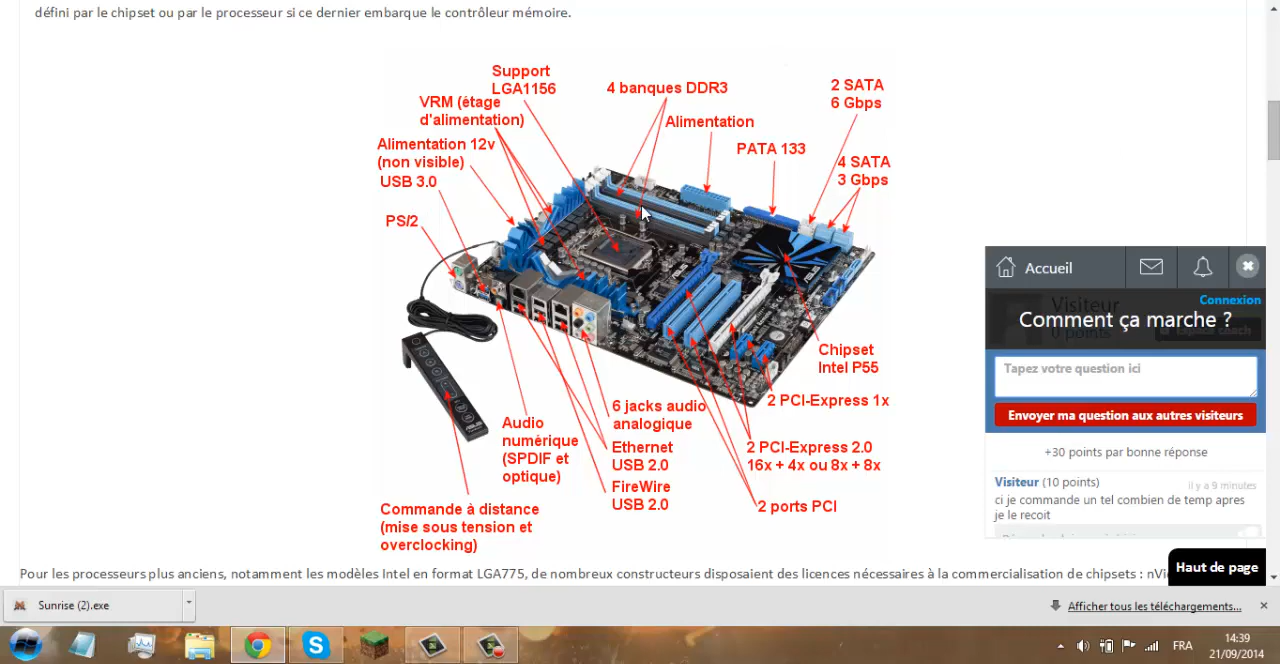 défini par le chipset ou par le processeur si ce dernier embarque le contrôleur mémoire.
Support
LGA1156
VRM (étage
d'alimentation)
Alimentation 12v
(non visible)
USB 3.0
PS/2
4 banques DDR3
Alimentation
PATA 133
2 SATA
6 Gbps
4 SATA
3 Gbps
Chipset
Intel P55
2 PCI-Express 1x
6 jacks audio
analogique
Audio
numérique
(SPDIF et
optique)
Ethernet
USB 2.0
2 PCI-Express 2.0
16x + 4x ou 8x + 8x
FireWire
USB 2.0
2 ports PCI
Commande à distance
(mise sous tension et
overclocking)
Accueil
Connexion
Visiteur
Comment ça marche ?
Tapez votre question ici
Envoyer ma question aux autres visiteurs
+30 points par bonne réponse
Visiteur (10 points)
il y a 9 minutes
ci je commande un tel combien de temp apres
je le recoit
Haut de page
Pour les processeurs plus anciens, notamment les modèles Intel en format LGA775, de nombreux constructeurs disposaient des licences nécessaires à la commercialisation de chipsets : nVi
Sunrise (2).exe
Afficher tous les téléchargements...
FRA
14:39
21/09/2014